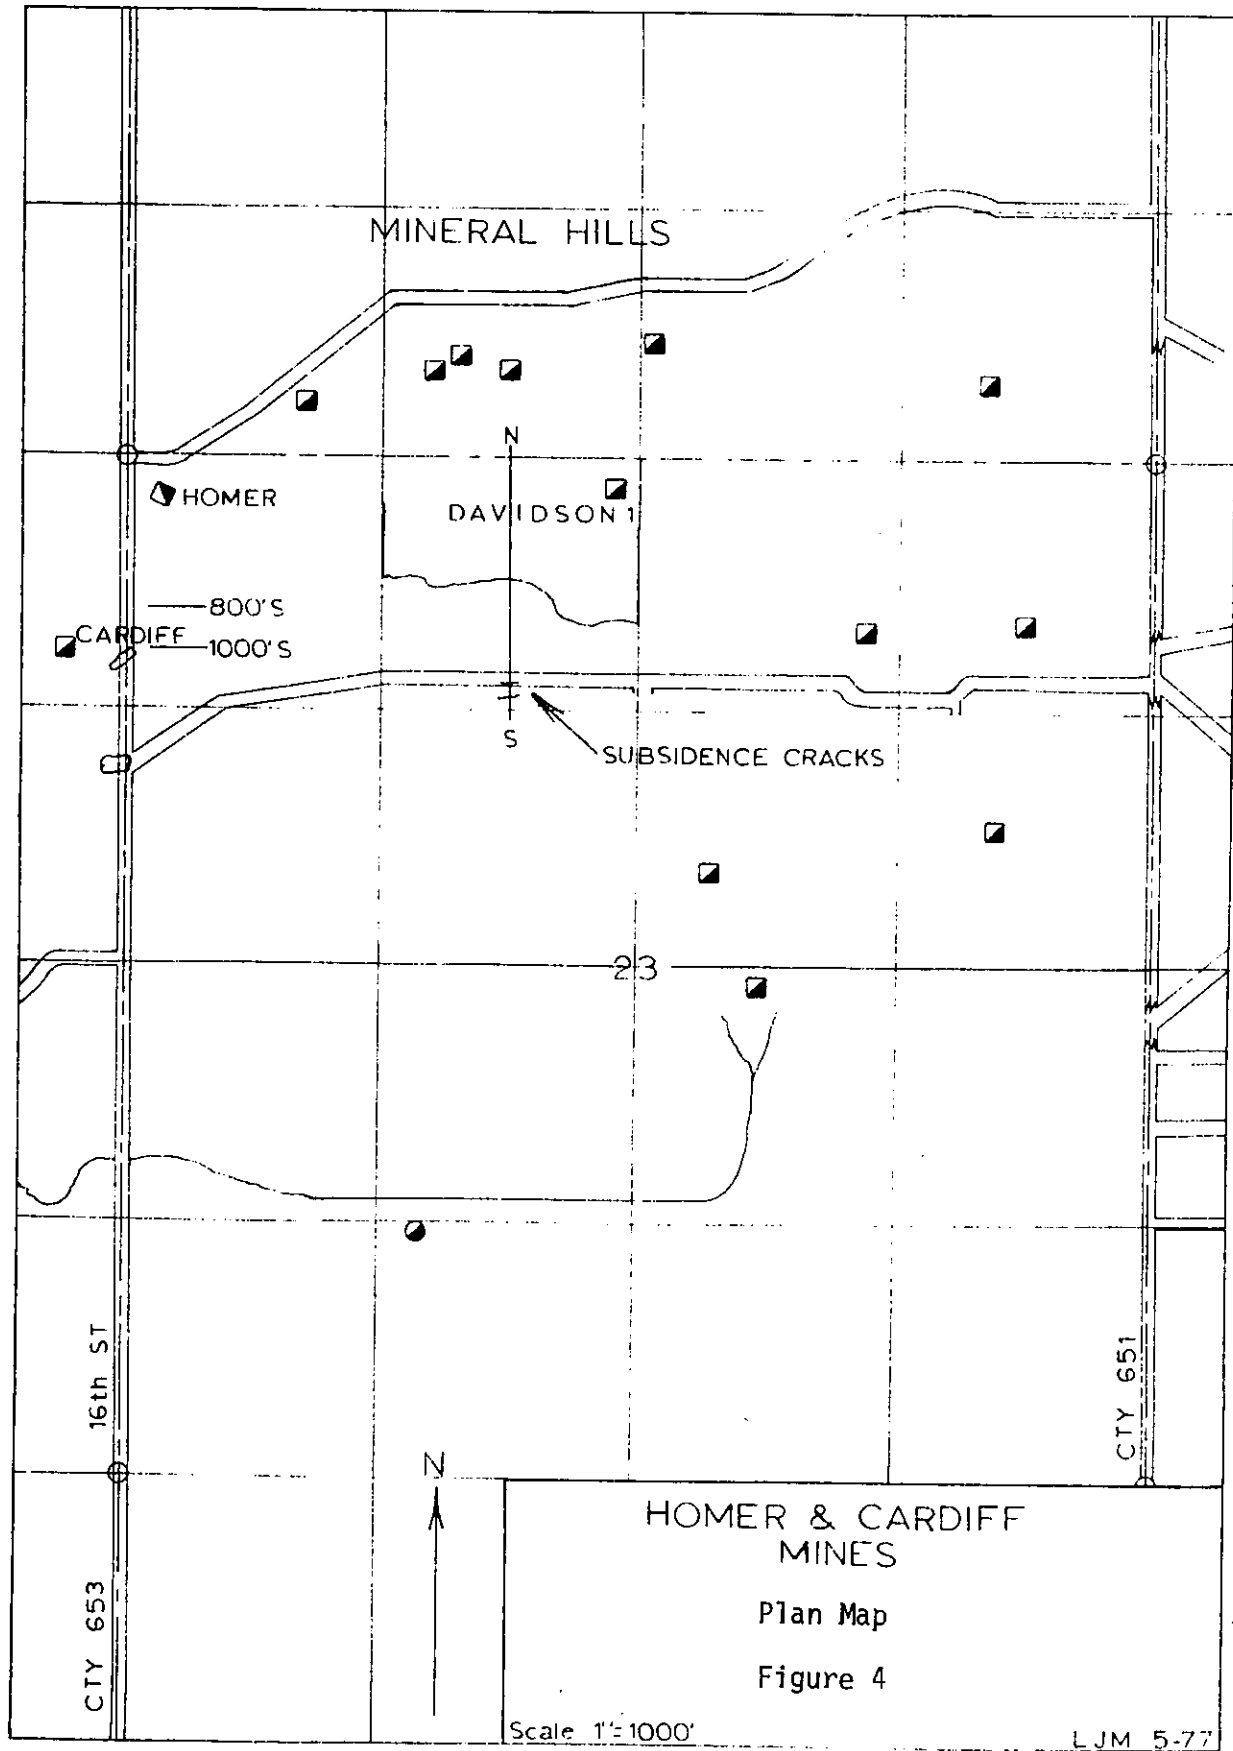 MINERAL HILLS
N
HOMER
DAVIDSON 1
800'S
CARDIFF
1000'S
S
SUBSIDENCE CRACKS
23
16th ST
CTY 653
CTY 651
N
HOMER & CARDIFF
MINES
Plan Map
Figure 4
Scale 1"=1000'
LJM 5-77